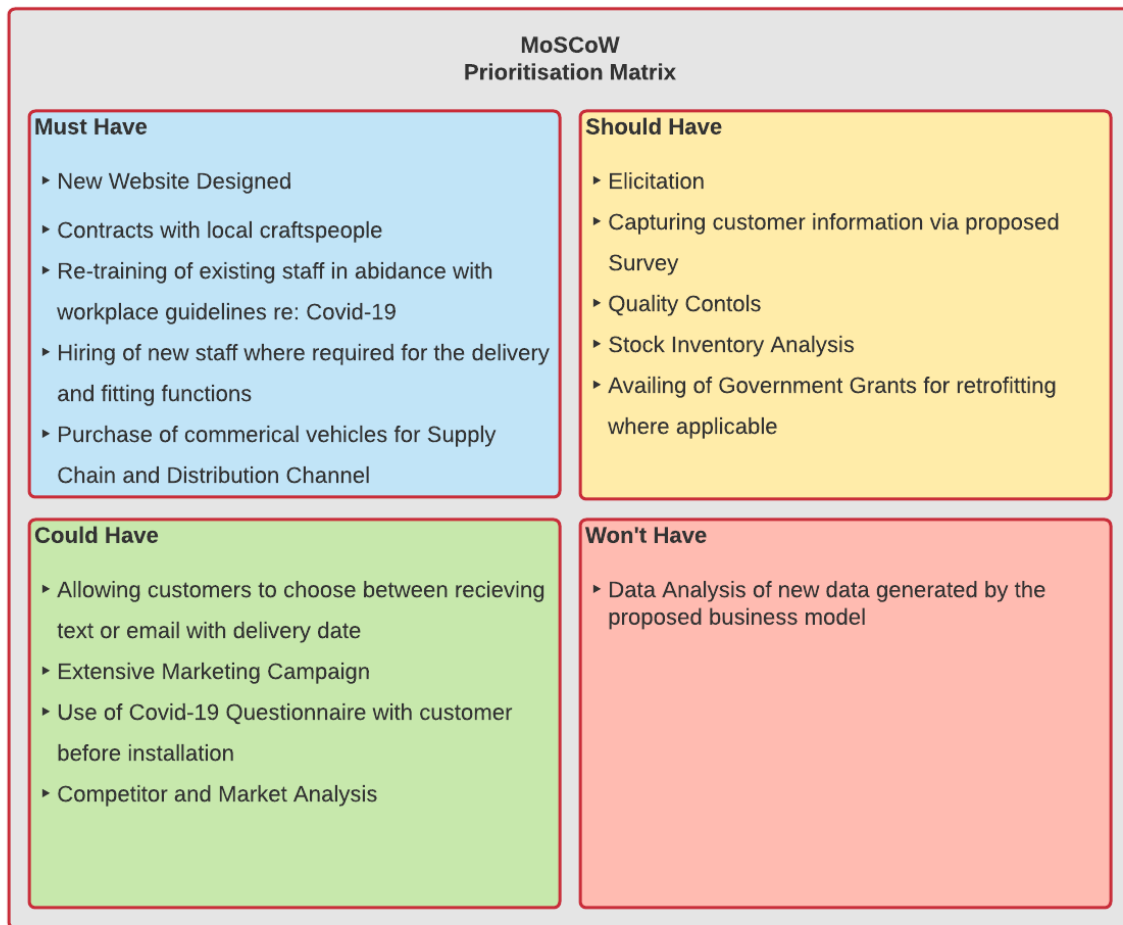 MoSCoW
Prioritisation Matrix
Must Have
‣ New Website Designed
‣ Contracts with local craftspeople
‣ Re-training of existing staff in abidance with
workplace guidelines re: Covid-19
‣ Hiring of new staff where required for the delivery
and fitting functions
‣ Purchase of commerical vehicles for Supply
Chain and Distribution Channel
Should Have
‣ Elicitation
‣ Capturing customer information via proposed
Survey
‣ Quality Contols
‣ Stock Inventory Analysis
‣ Availing of Government Grants for retrofitting
where applicable
Could Have
‣ Allowing customers to choose between recieving
text or email with delivery date
‣ Extensive Marketing Campaign
‣ Use of Covid-19 Questionnaire with customer
before installation
‣ Competitor and Market Analysis
Won't Have
‣ Data Analysis of new data generated by the
proposed business model